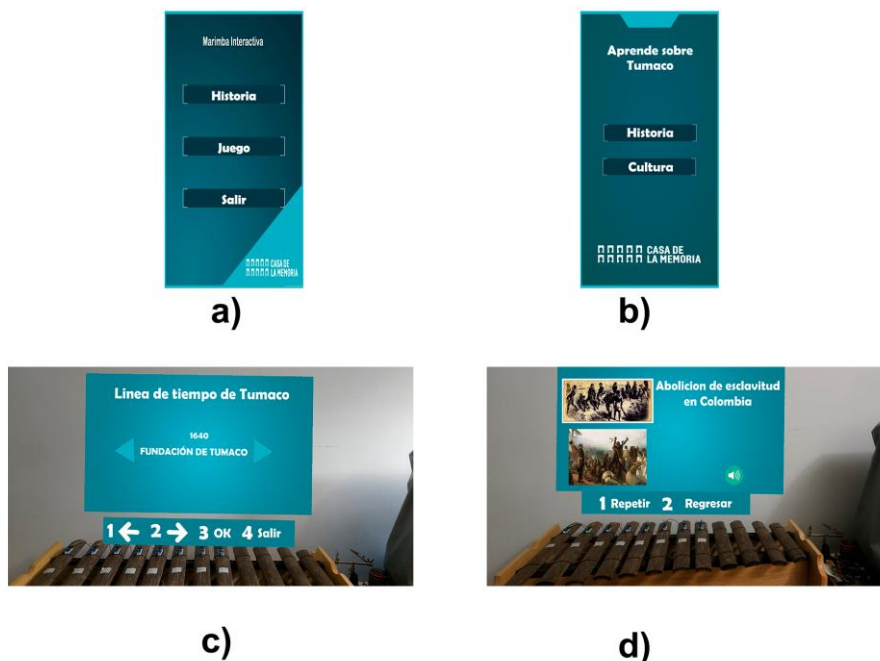 Marimba Interactiva
Historia
Juego
Salir
CASA DE
LA MEMORIA
a)
Aprende sobre
Tumaco
Historia
Cultura
CASA DE
LA MEMORIA
b)
Linea de tiempo de Tumaco
1640
FUNDACIÓN DE TUMACO
1 ← 2 → 3 OK 4 Salir
c)
Abolicion de esclavitud
en Colombia
1 Repetir 2 Regresar
d)